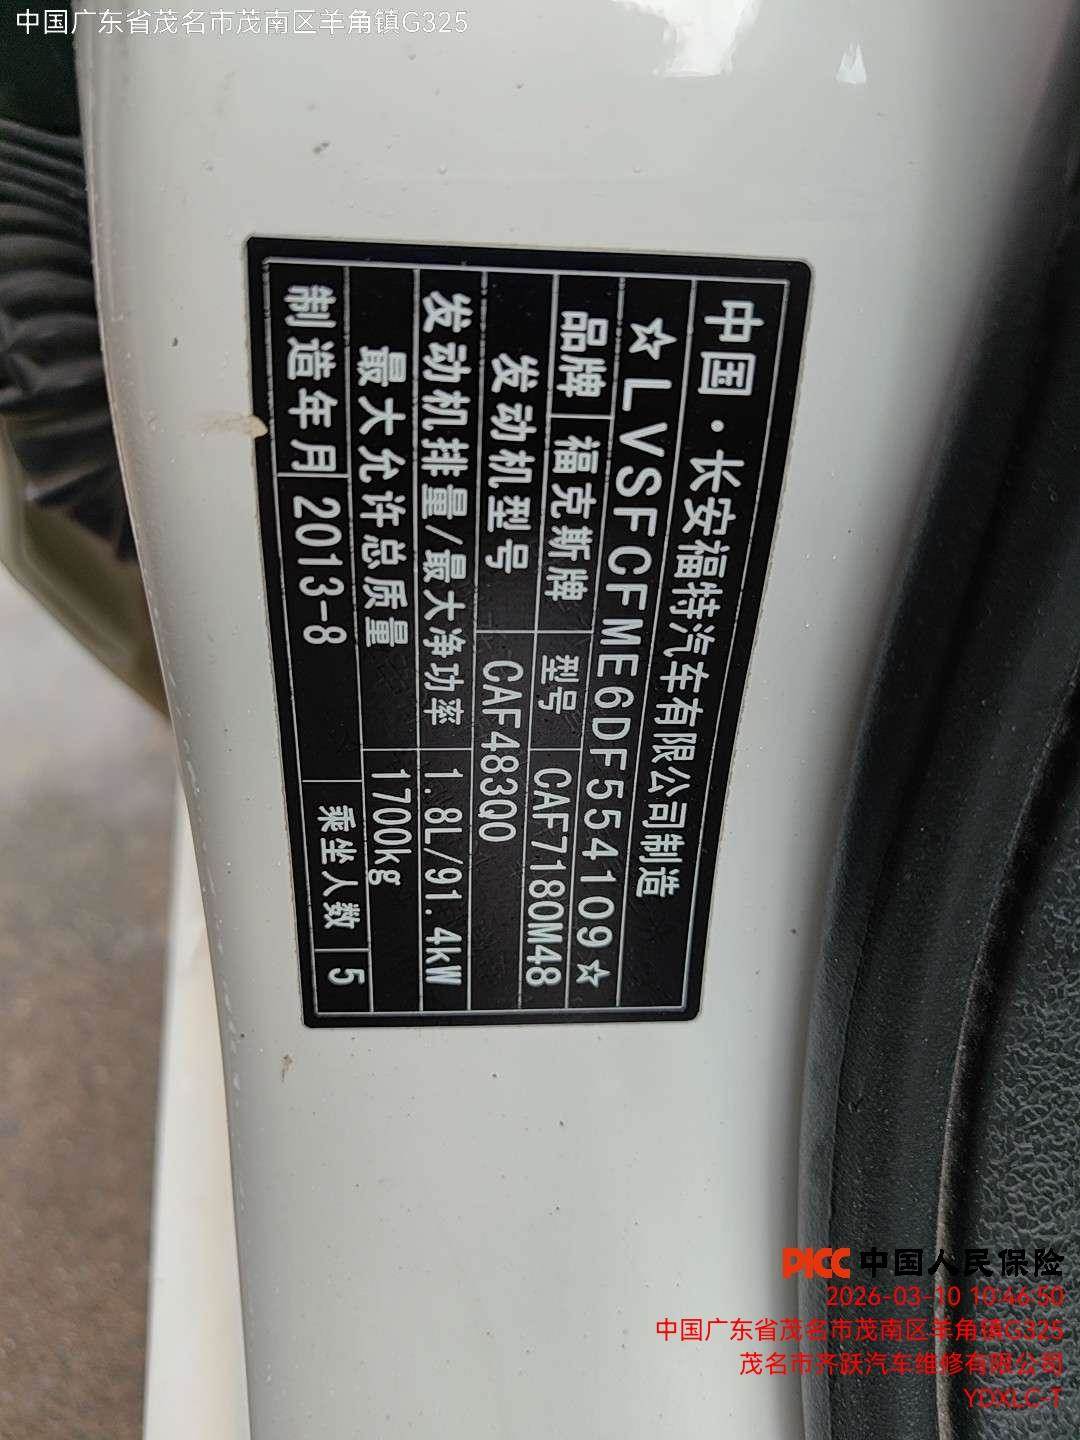 中国广东省茂名市茂南区羊角镇G325
中国·长安福特汽车有限公司制造
☆LVSFCFME6DF554109☆
品牌 福克斯牌 型号 CAF7180M48
发动机型号 CAF483Q0
发动机排量/最大净功率 1.8L/91.4kW
最大允许总质量 1700kg
制造年月 2013-8 乘坐人数 5
PICC 中国人民保险
2026-03-10 10:46:50
中国广东省茂名市茂南区羊角镇G325
茂名市齐跃汽车维修有限公司
YDXLC-T